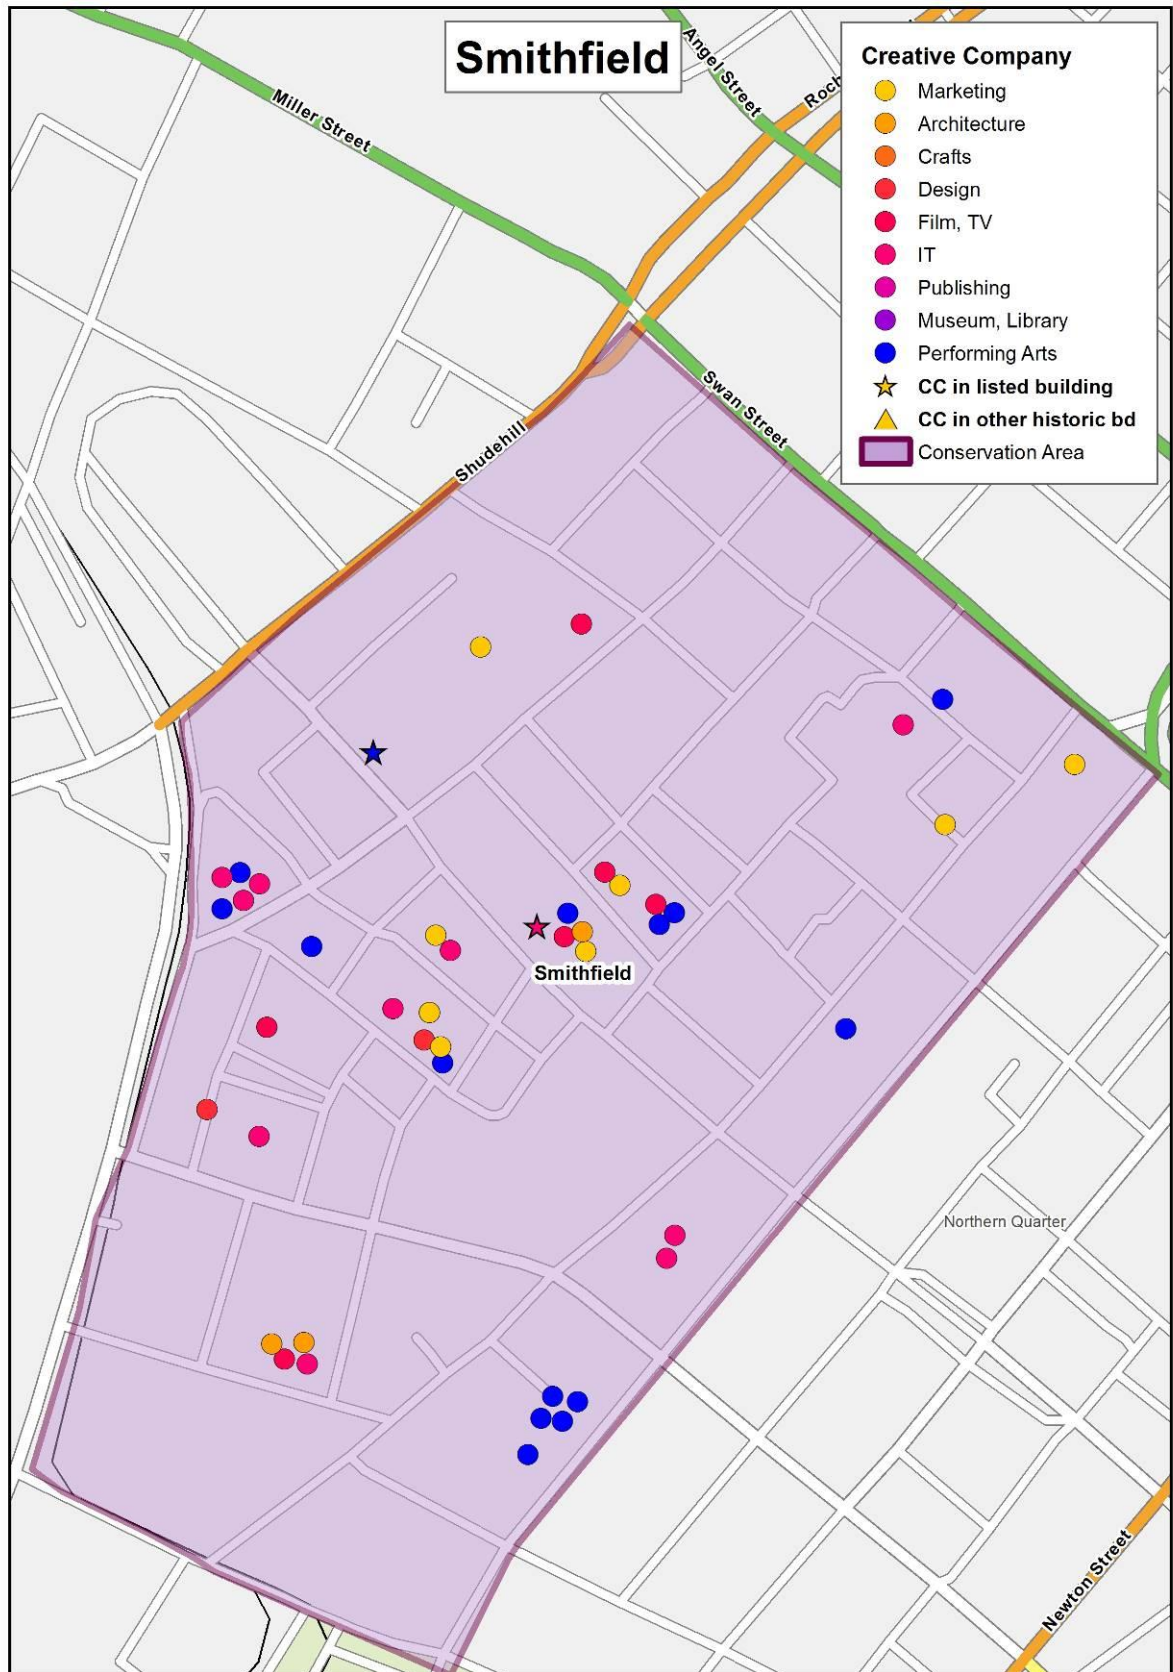 Smithfield
Angel Street
Roch
Miller Street
Creative Company
Marketing
Architecture
Crafts
Design
Film, TV
IT
Publishing
Museum, Library
Performing Arts
CC in listed building
CC in other historic bd
Conservation Area
Swan Street
Shudehill
Smithfield
Northern Quarter
Newton Street